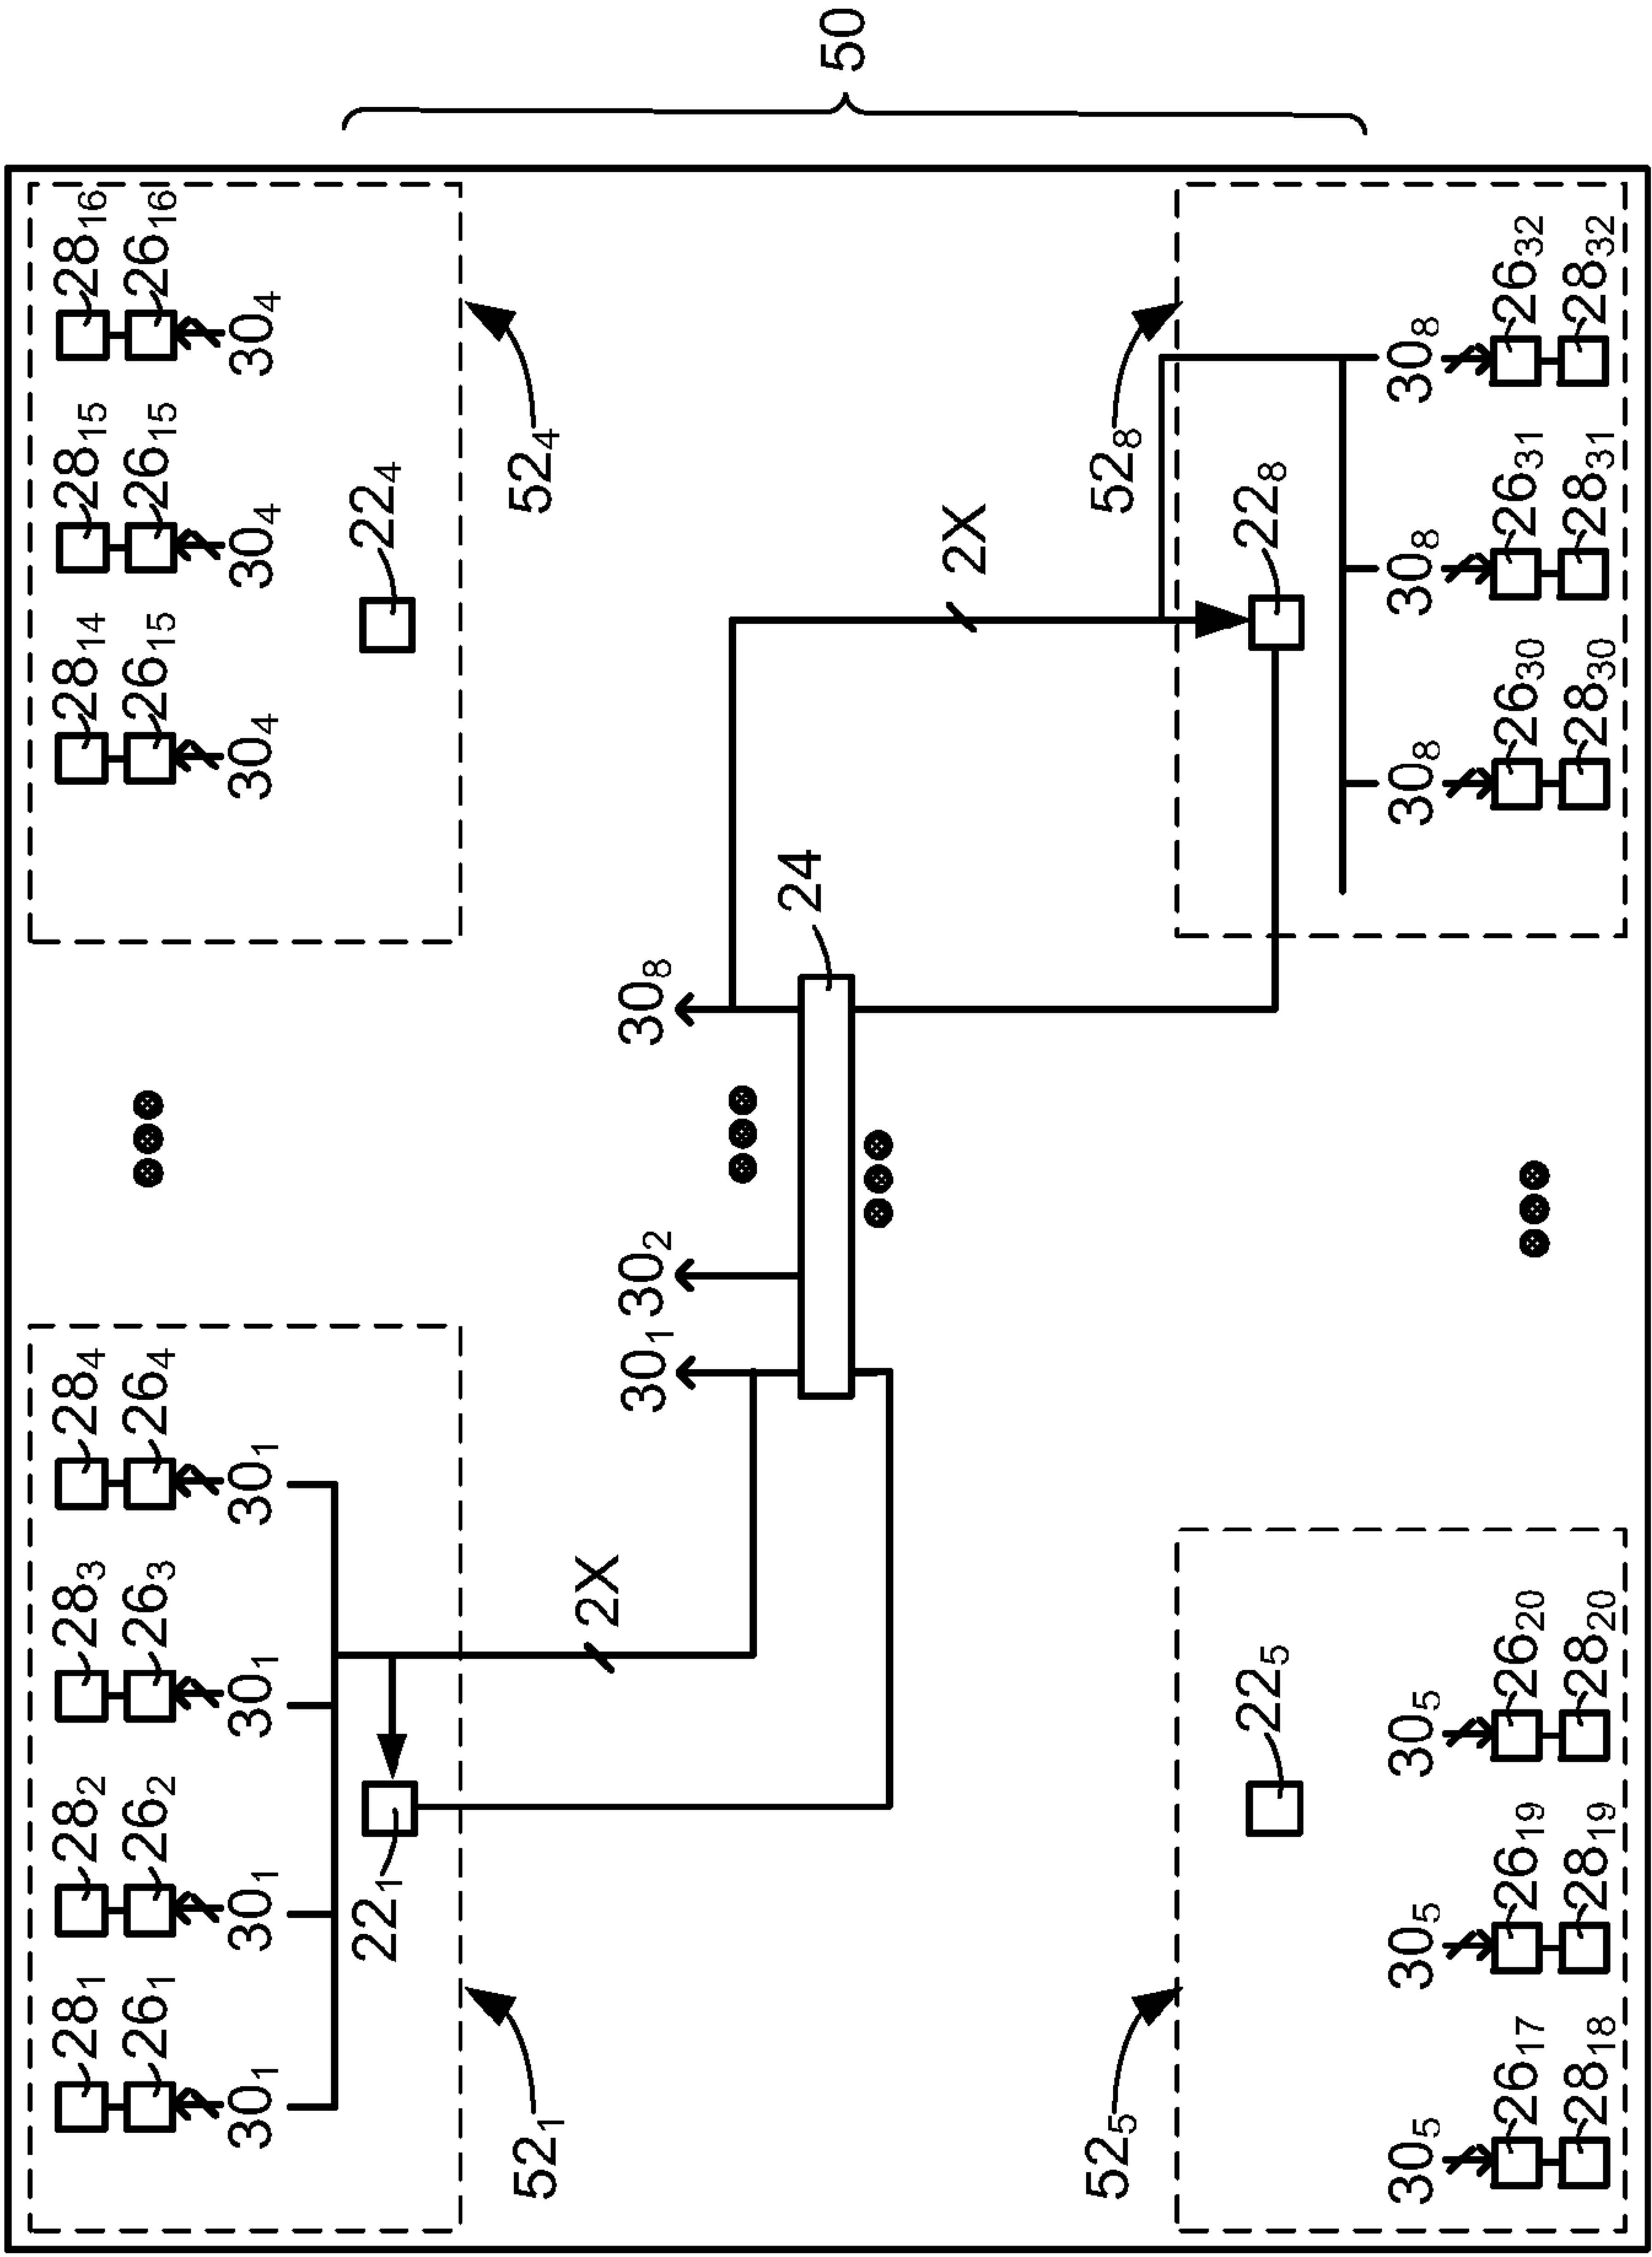 28₁ 28₂ 28₃ 28₄ 28₁₄ 28₁₅ 28₁₆
26₁ 26₂ 26₃ 26₄ 26₁₅ 26₁₅ 26₁₆
30₁ 30₁ 30₁ 30₁ 30₄ 30₄ 30₄
22₁ 22₄
52₁ 2X 30₁ 30₂ 30₈ 52₄
24
50
2X
52₅ 52₈
22₅ 22₈
30₅ 30₅ 30₅ 30₈ 30₈ 30₈
26₁₇ 26₁₉ 26₂₀ 26₃₀ 26₃₁ 26₃₂
28₁₈ 28₁₉ 28₂₀ 28₃₀ 28₃₁ 28₃₂